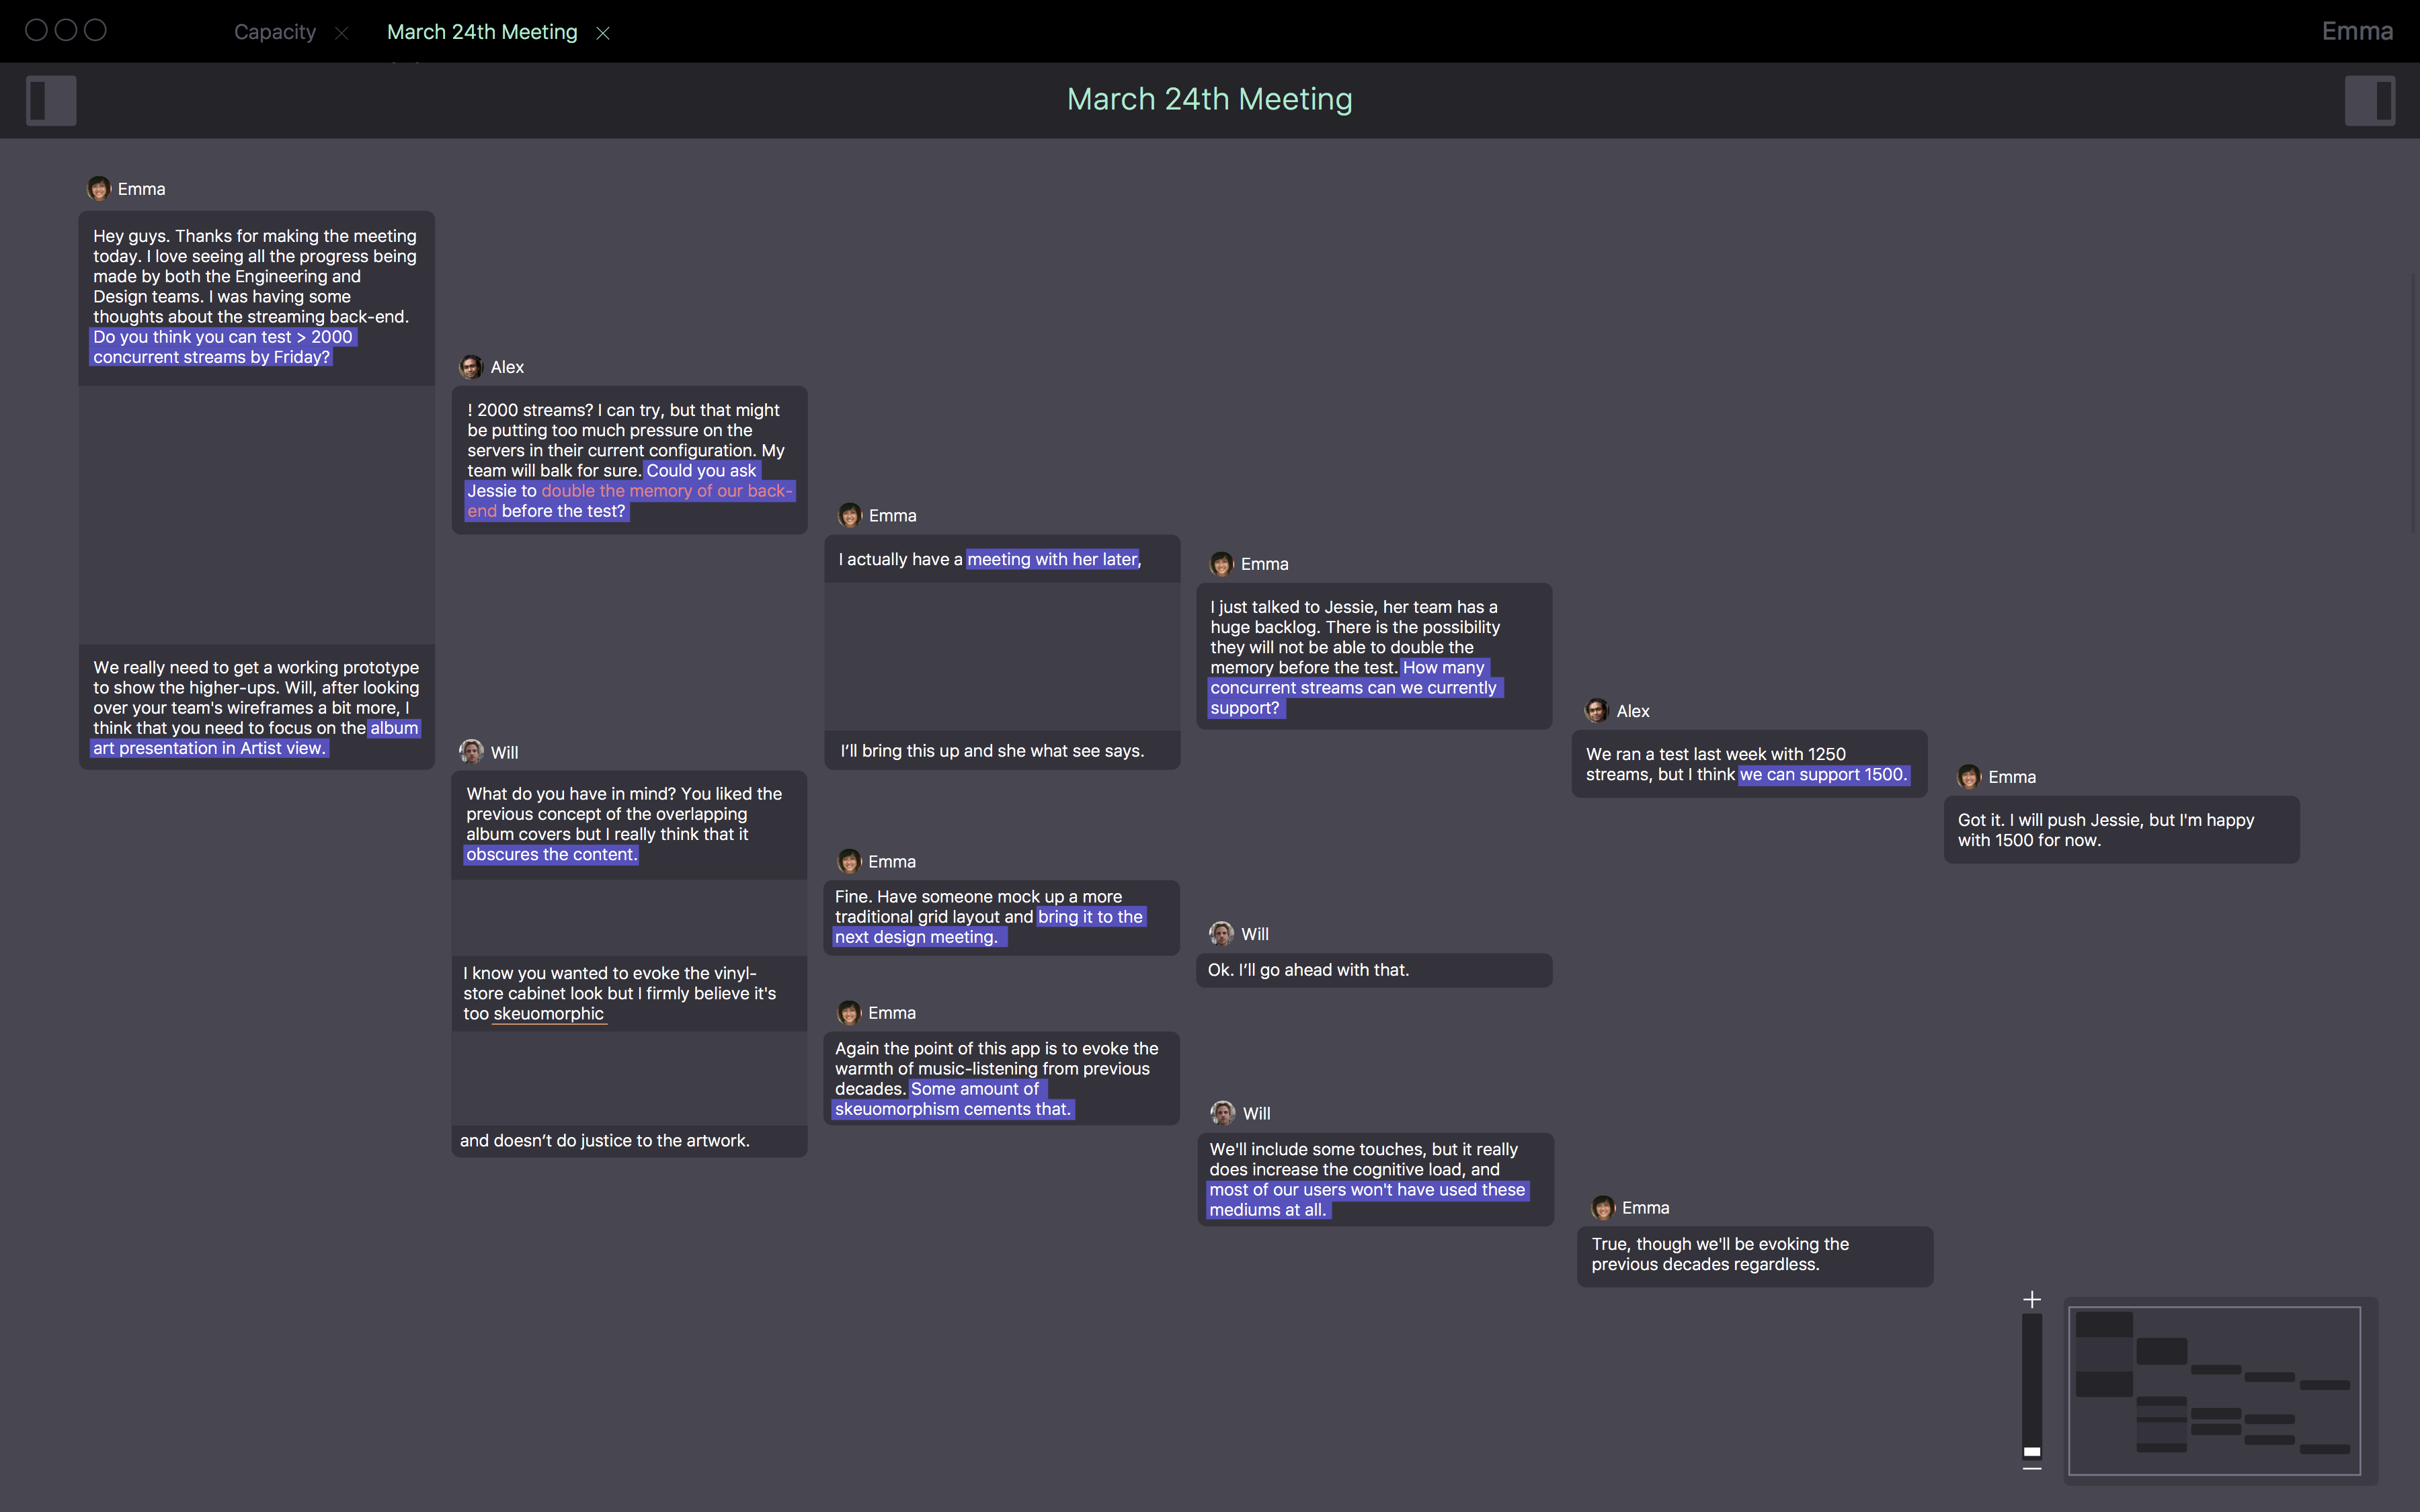 Capacity
March 24th Meeting
Emma
March 24th Meeting
Emma
Hey guys. Thanks for making the meeting
today. I love seeing all the progress being
made by both the Engineering and
Design teams. I was having some
thoughts about the streaming back-end.
Do you think you can test > 2000
concurrent streams by Friday?
We really need to get a working prototype
to show the higher-ups. Will, after looking
over your team's wireframes a bit more, I
think that you need to focus on the album
art presentation in Artist view.
Alex
! 2000 streams? I can try, but that might
be putting too much pressure on the
servers in their current configuration. My
team will balk for sure. Could you ask
Jessie to double the memory of our back-
end before the test?
Emma
I actually have a meeting with her later,
I’ll bring this up and she what see says.
Emma
I just talked to Jessie, her team has a
huge backlog. There is the possibility
they will not be able to double the
memory before the test. How many
concurrent streams can we currently
support?
Alex
We ran a test last week with 1250
streams, but I think we can support 1500.
Emma
Got it. I will push Jessie, but I'm happy
with 1500 for now.
Will
What do you have in mind? You liked the
previous concept of the overlapping
album covers but I really think that it
obscures the content.
I know you wanted to evoke the vinyl-
store cabinet look but I firmly believe it's
too skeuomorphic
and doesn’t do justice to the artwork.
Emma
Fine. Have someone mock up a more
traditional grid layout and bring it to the
next design meeting.
Will
Ok. I’ll go ahead with that.
Emma
Again the point of this app is to evoke the
warmth of music-listening from previous
decades. Some amount of
skeuomorphism cements that.
Will
We'll include some touches, but it really
does increase the cognitive load, and
most of our users won't have used these
mediums at all.
Emma
True, though we'll be evoking the
previous decades regardless.